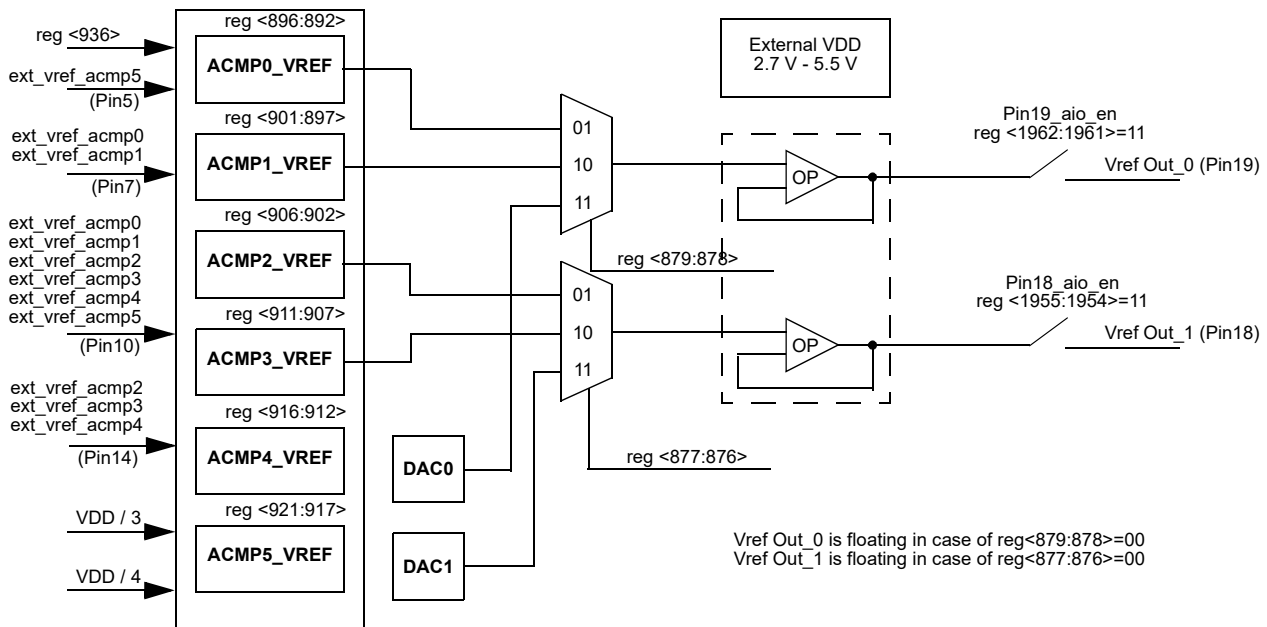 reg <936>
ext_vref_acmp5
(Pin5)
ext_vref_acmp0
ext_vref_acmp1
(Pin7)
ext_vref_acmp0
ext_vref_acmp1
ext_vref_acmp2
ext_vref_acmp3
ext_vref_acmp4
ext_vref_acmp5
(Pin10)
ext_vref_acmp2
ext_vref_acmp3
ext_vref_acmp4
(Pin14)
VDD / 3
VDD / 4
reg <896:892>
ACMP0_VREF
reg <901:897>
ACMP1_VREF
reg <906:902>
ACMP2_VREF
reg <911:907>
ACMP3_VREF
reg <916:912>
ACMP4_VREF
reg <921:917>
ACMP5_VREF
DAC0
DAC1
01
10
11
reg <879:878>
01
10
11
reg <877:876>
External VDD
2.7 V - 5.5 V
OP
OP
Pin19_aio_en
reg <1962:1961>=11
Vref Out_0 (Pin19)
Pin18_aio_en
reg <1955:1954>=11
Vref Out_1 (Pin18)
Vref Out_0 is floating in case of reg<879:878>=00
Vref Out_1 is floating in case of reg<877:876>=00